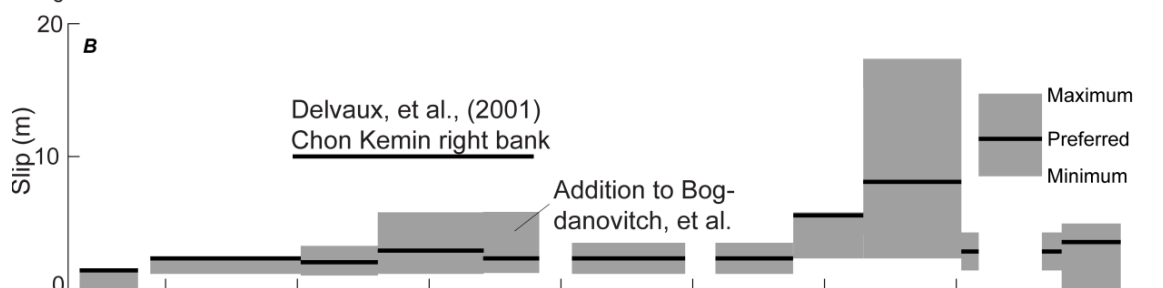 20
B
Delvaux, et al., (2001)
Chon Kemin right bank
Slip (m)
10
Addition to Bog-
danovitch, et al.
Maximum
Preferred
Minimum
0